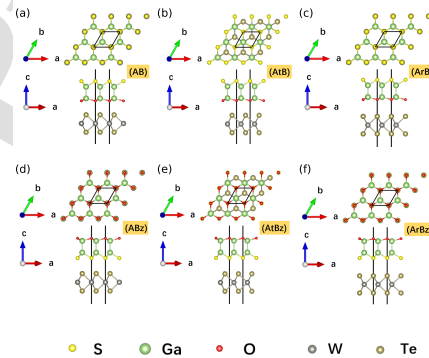 (a) (b) (c)
b b b
a a a
c (AB) c (AtB) c (ArB
a a a
(d) (e) (f)
b b b
a a a
c (ABz) c (AtBz) c (ArBz)
a a a
S Ga O W Te